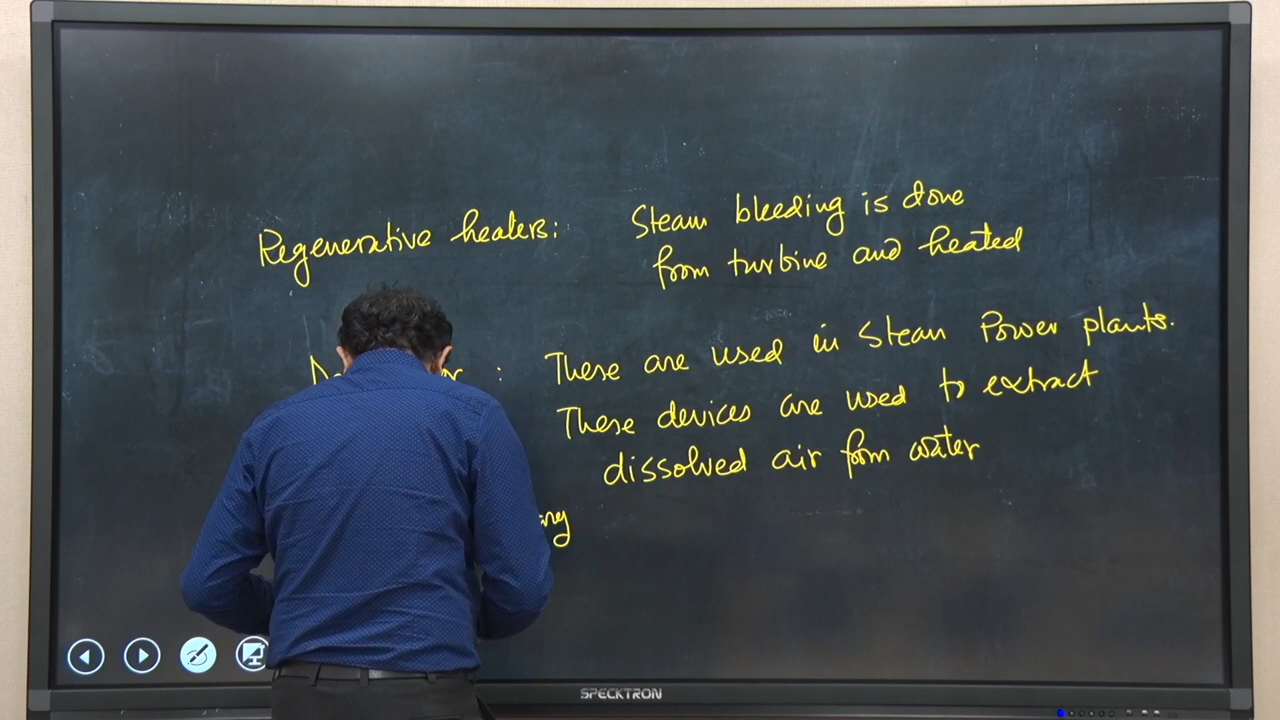 Regenerative heaters: Steam bleeding is done
from turbine and heated
: These are used in Steam Power plants.
These devices are used to extract
dissolved air from water
SPECKTRON